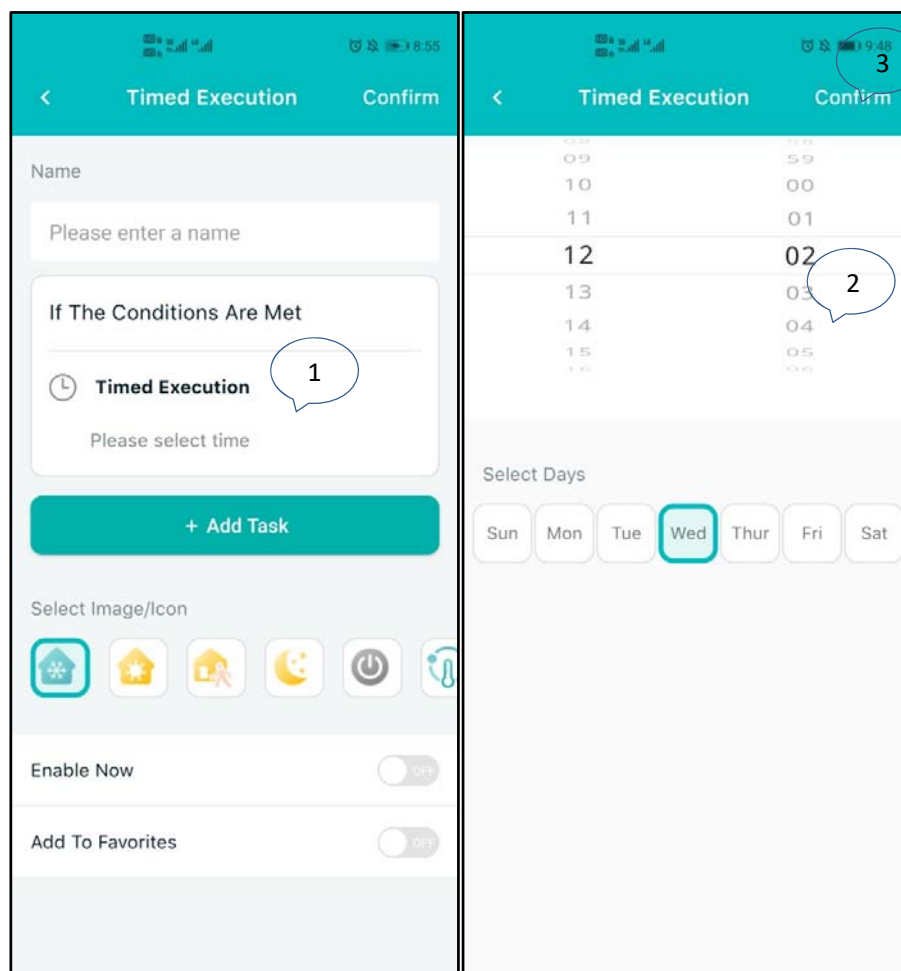 8:55
< Timed Execution Confirm
Name
Please enter a name
If The Conditions Are Met
Timed Execution
1
Please select time
+ Add Task
Select Image/Icon
Enable Now
OFF
Add To Favorites
OFF
9:48
3
< Timed Execution Confirm
09 59
10 00
11 01
12 02
2
13 03
14 04
15 05
Select Days
Sun Mon Tue Wed Thur Fri Sat